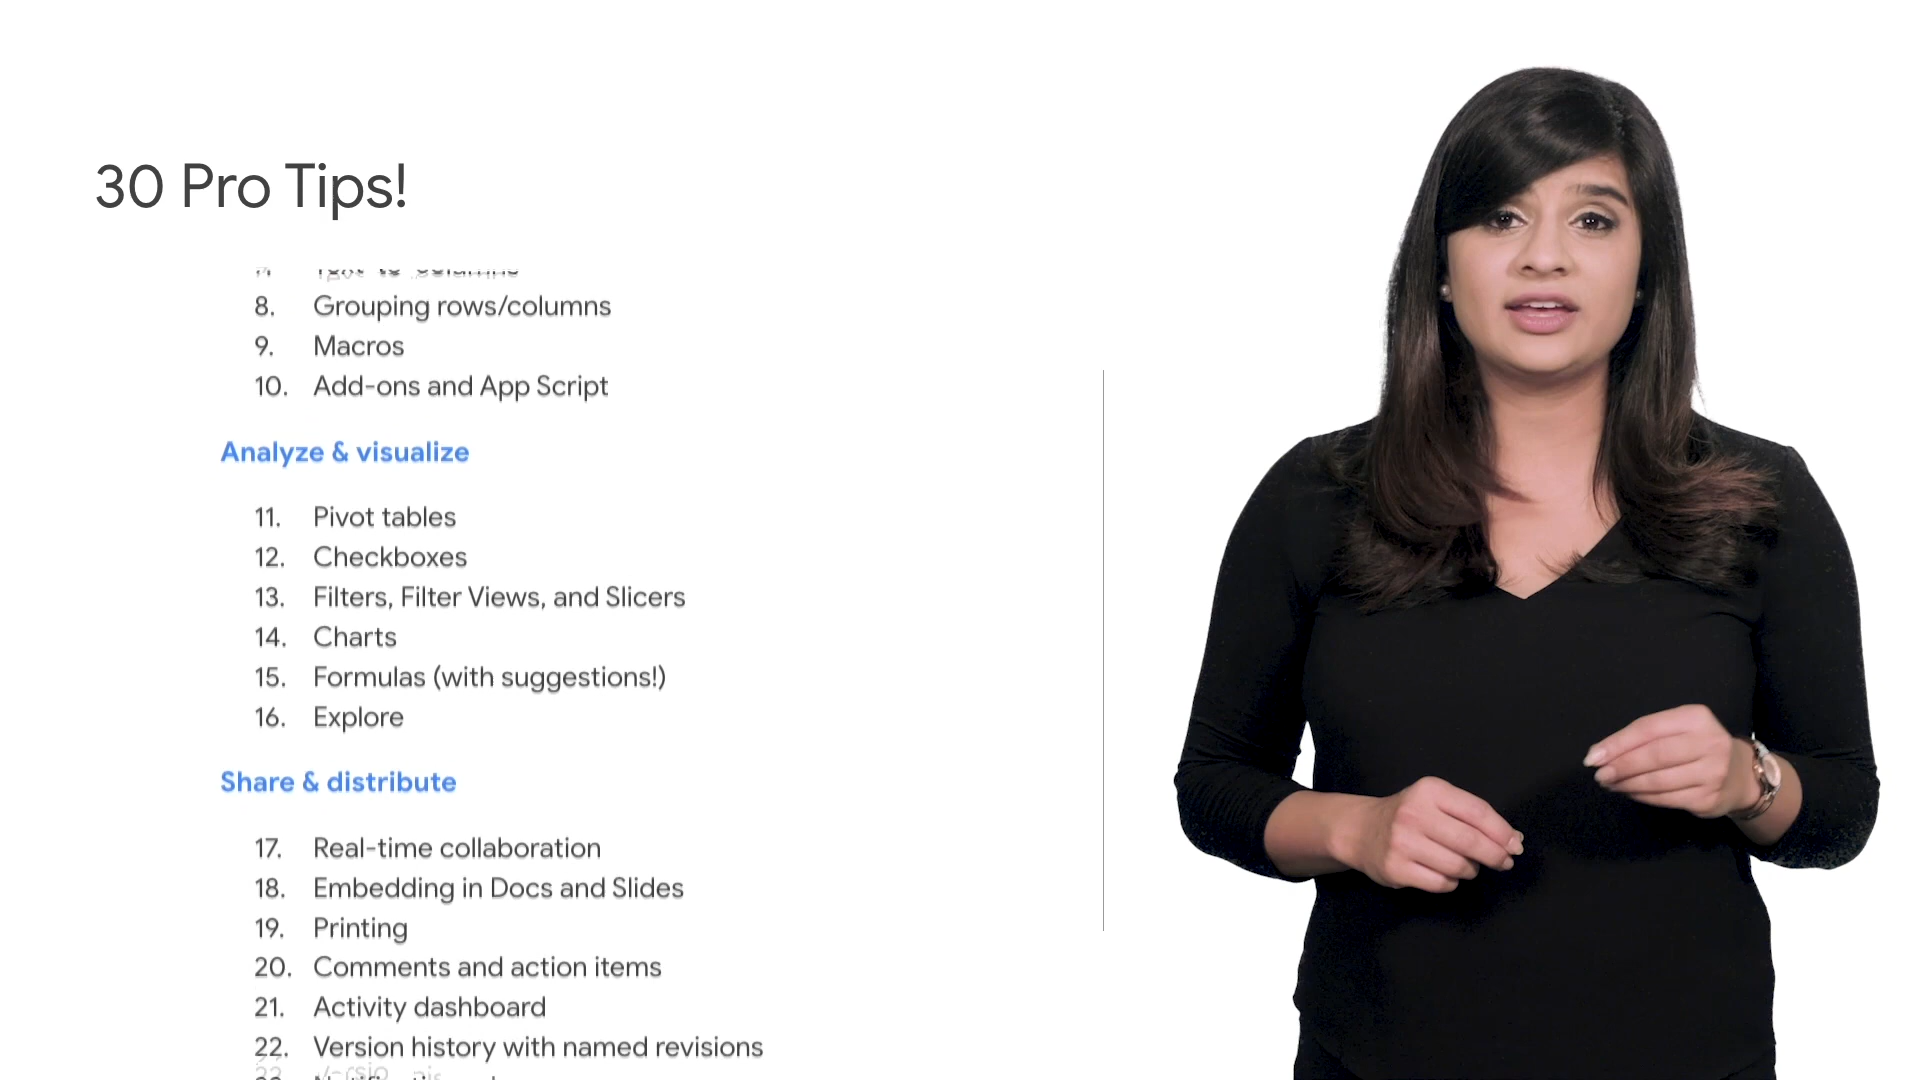 30 Pro Tips!
8. Grouping rows/columns
9. Macros
10. Add-ons and App Script
Analyze & visualize
11. Pivot tables
12. Checkboxes
13. Filters, Filter Views, and Slicers
14. Charts
15. Formulas (with suggestions!)
16. Explore
Share & distribute
17. Real-time collaboration
18. Embedding in Docs and Slides
19. Printing
20. Comments and action items
21. Activity dashboard
22. Version history with named revisions